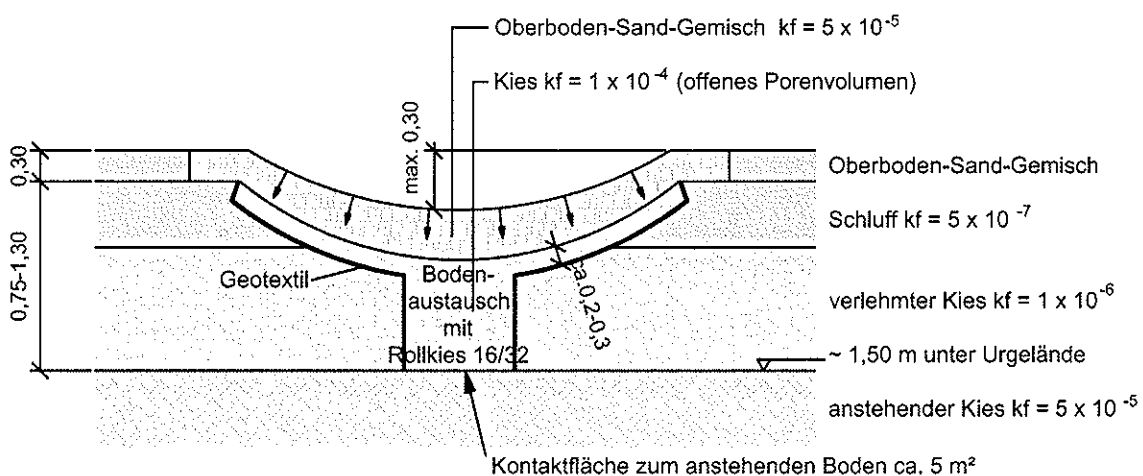 Oberboden-Sand-Gemisch kf = 5 x 10⁻⁵
Kies kf = 1 x 10⁻⁴ (offenes Porenvolumen)
0,30
max. 0,30
Oberboden-Sand-Gemisch
Schluff kf = 5 x 10⁻⁷
0,75-1,30
Geotextil
Boden-
austausch
mit
Rollkies 16/32
ca.0,2-0,3
verlehmter Kies kf = 1 x 10⁻⁶
~ 1,50 m unter Urgelände
anstehender Kies kf = 5 x 10⁻⁵
Kontaktfläche zum anstehenden Boden ca. 5 m²